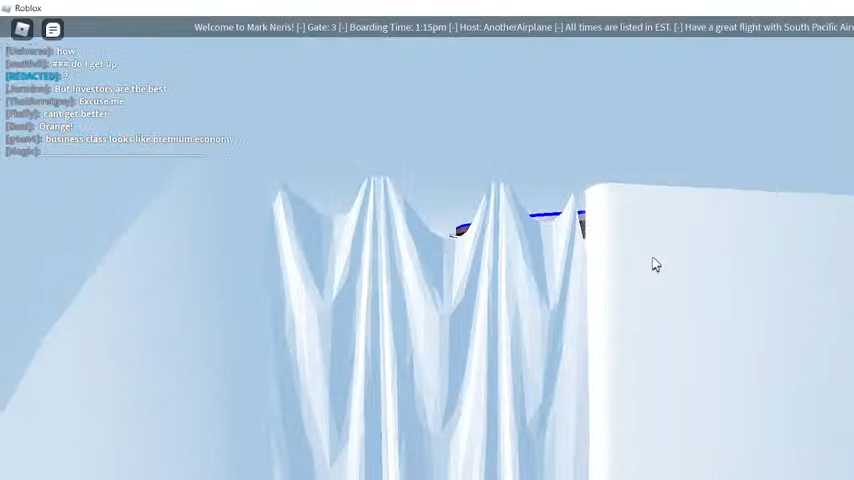 Roblox
Welcome to Mark Neris! [-] Gate: 3 [-] Boarding Time: 1:15pm [-] Host: AnotherAirplane [-] All times are listed in EST. [-] Have a great flight with South Pacific Air
how
### do I get up
[REDACTED]: ?
But Investors are the best
Excuse me
cant get better
Orange!
business class looks like premium economy